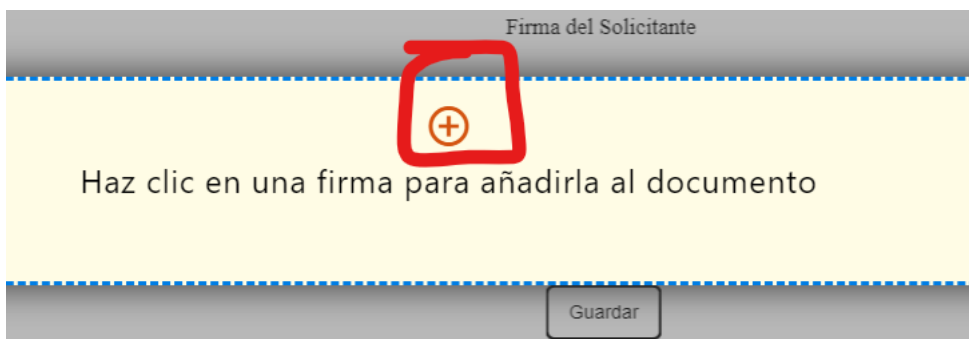 Firma del Solicitante
Haz clic en una firma para añadirla al documento
Guardar